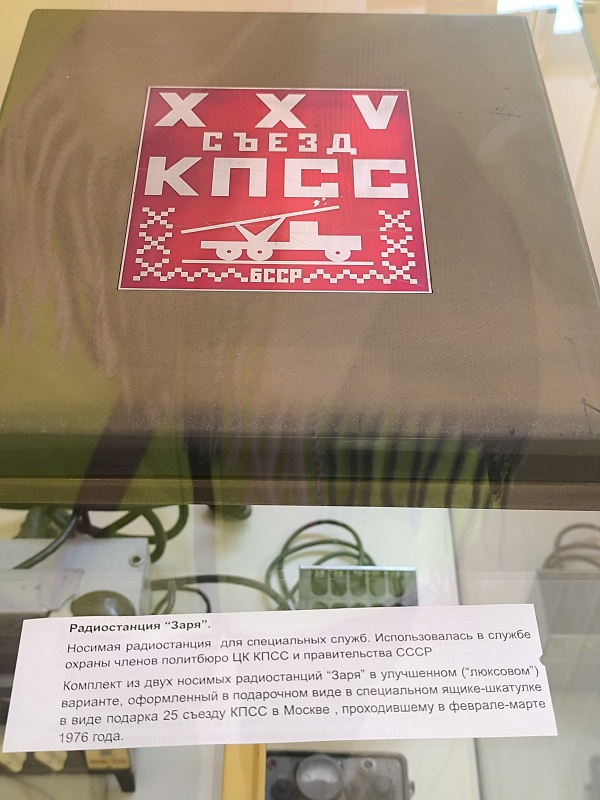 XXV
СЪЕЗД
КПСС
БССР
Радиостанция “Заря”.
Носимая радиостанция для специальных служб. Использовалась в службе
охраны членов политбюро ЦК КПСС и правительства СССР
Комплект из двух носимых радиостанций “Заря” в улучшенном (“люксовом”)
варианте, оформленный в подарочном виде в специальном ящике-шкатулке
в виде подарка 25 съезду КПСС в Москве , проходившему в феврале-марте
1976 года.